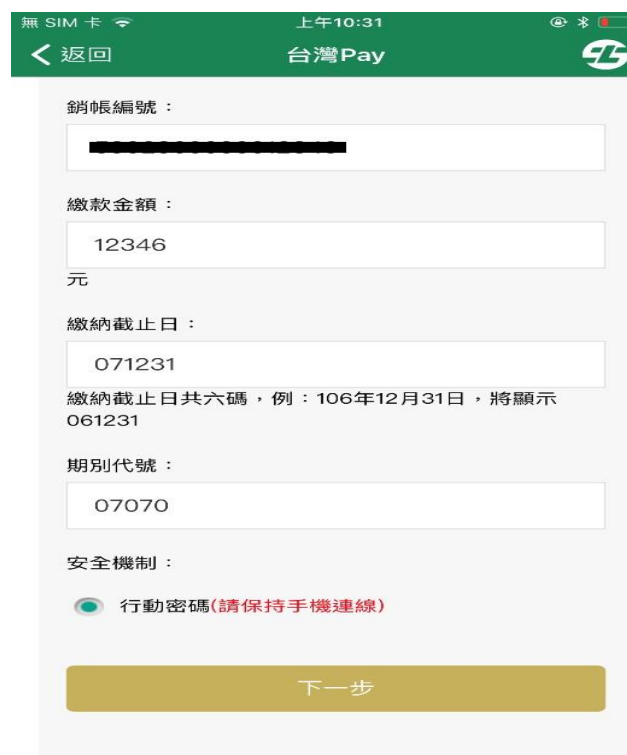 無 SIM 卡 上午10:31
返回 台灣Pay
銷帳編號：
繳款金額：
12346
元
繳納截止日：
071231
繳納截止日共六碼，例：106年12月31日，將顯示
061231
期別代號：
07070
安全機制：
行動密碼(請保持手機連線)
下一步